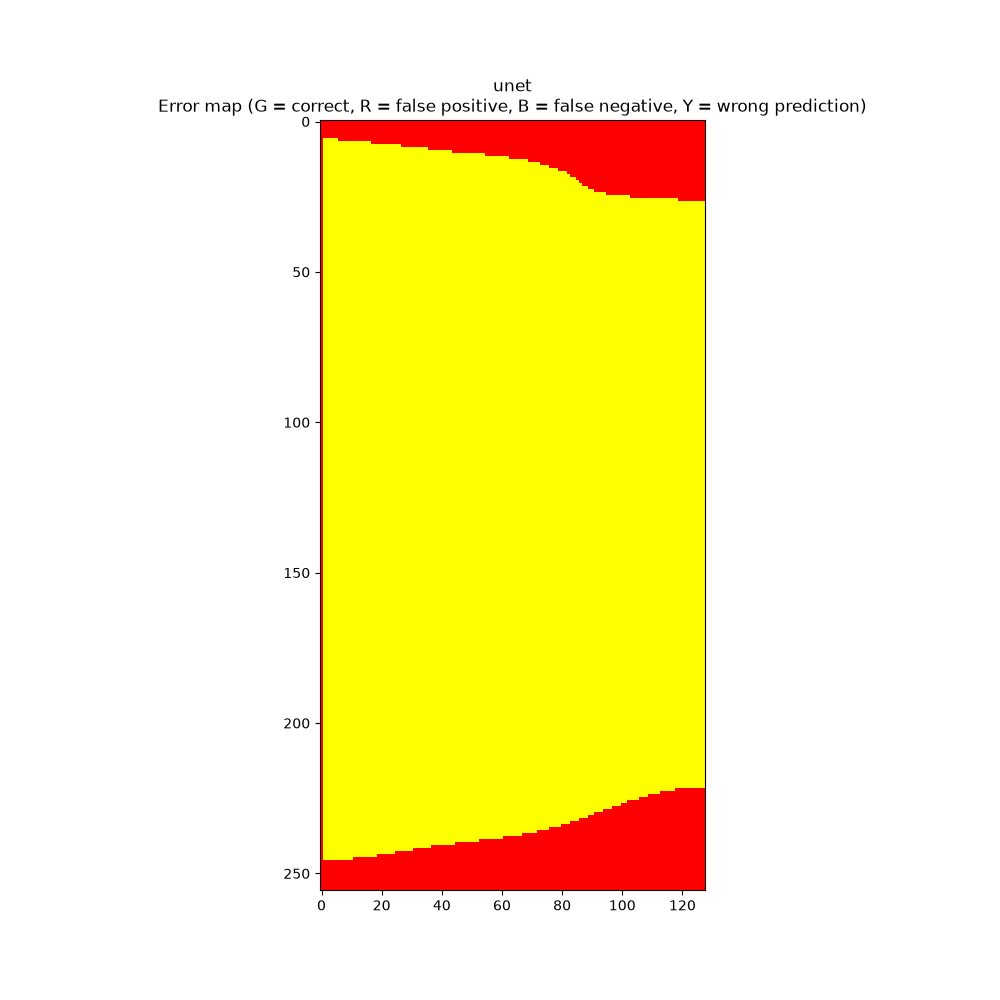 unet
Error map (G = correct, R = false positive, B = false negative, Y = wrong prediction)
0
50
100
150
200
250
0 20 40 60 80 100 120